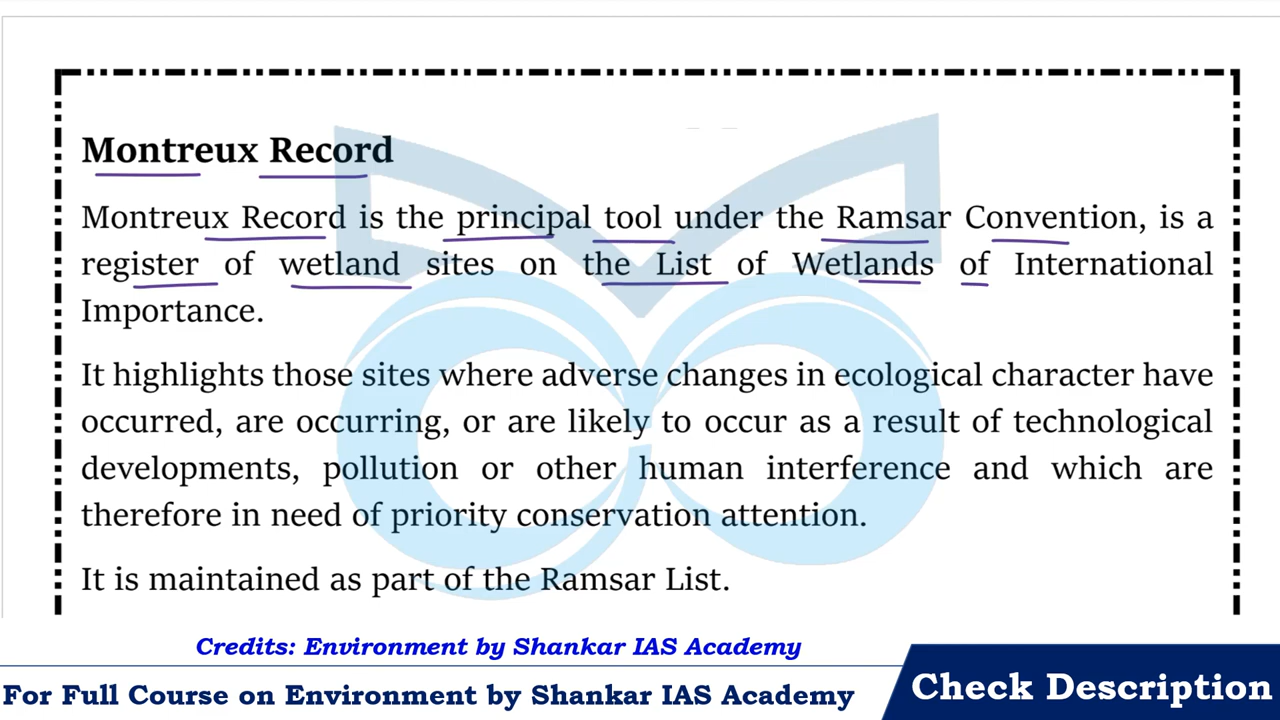 Montreux Record
Montreux Record is the principal tool under the Ramsar Convention, is a
register of wetland sites on the List of Wetlands of International
Importance.
It highlights those sites where adverse changes in ecological character have
occurred, are occurring, or are likely to occur as a result of technological
developments, pollution or other human interference and which are
therefore in need of priority conservation attention.
It is maintained as part of the Ramsar List.
Credits: Environment by Shankar IAS Academy
For Full Course on Environment by Shankar IAS Academy
Check Description